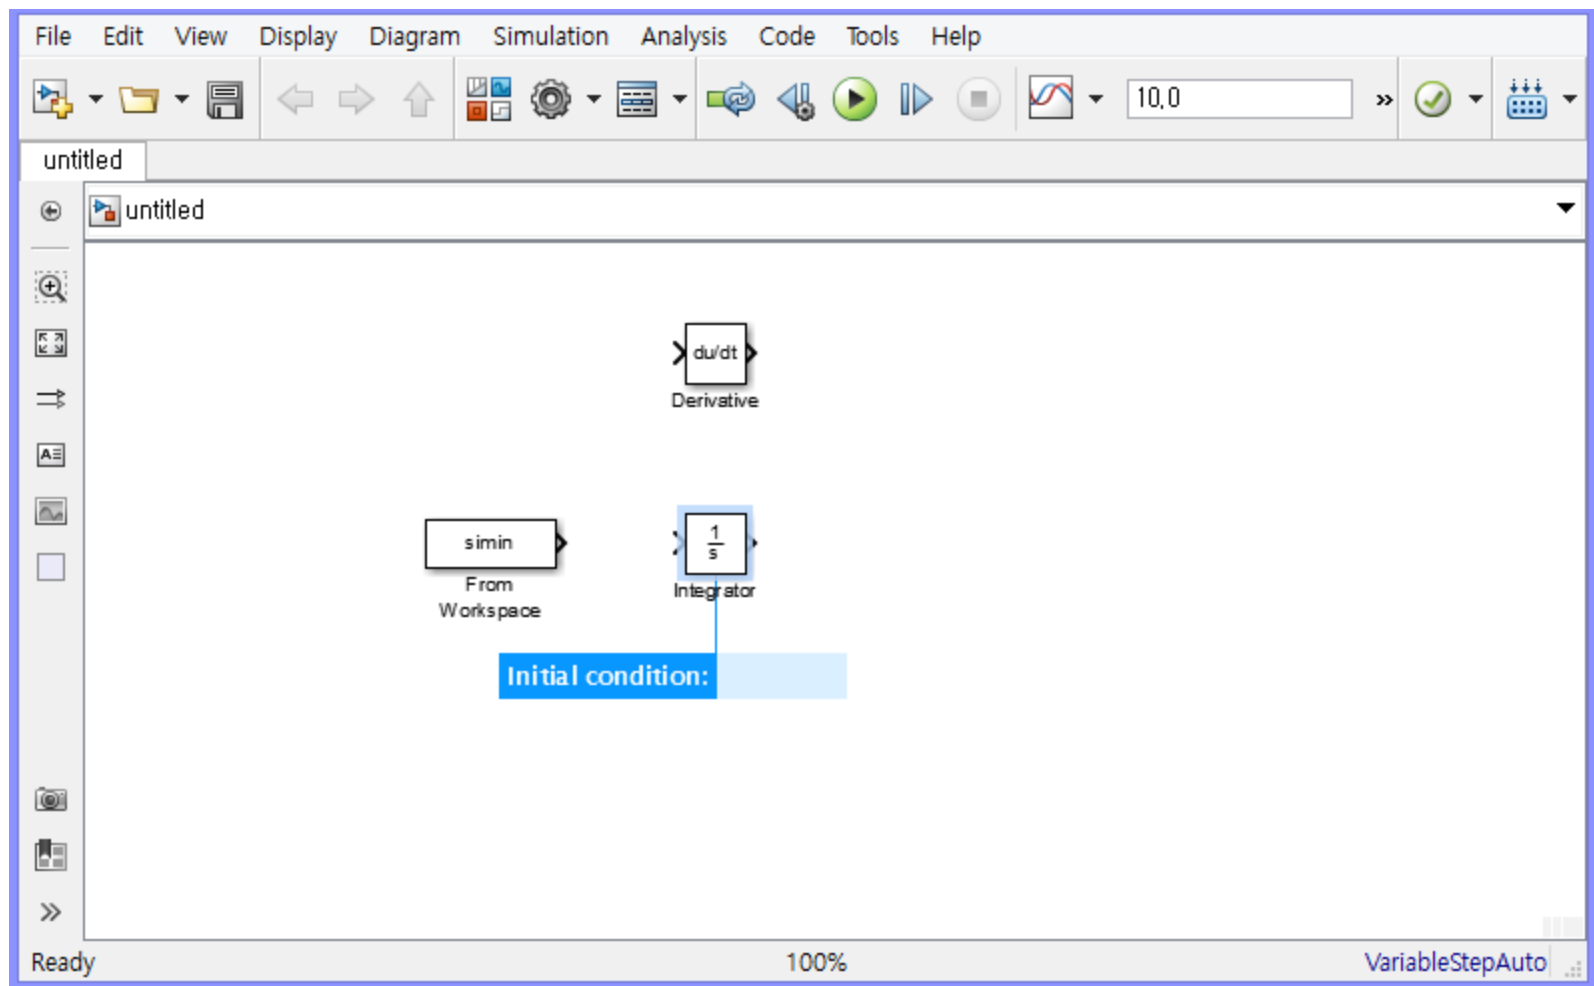 File Edit View Display Diagram Simulation Analysis Code Tools Help
10,0
untitled
untitled
du/dt
Derivative
simin
1
s
From
Workspace
Integrator
Initial condition:
Ready 100% VariableStepAuto